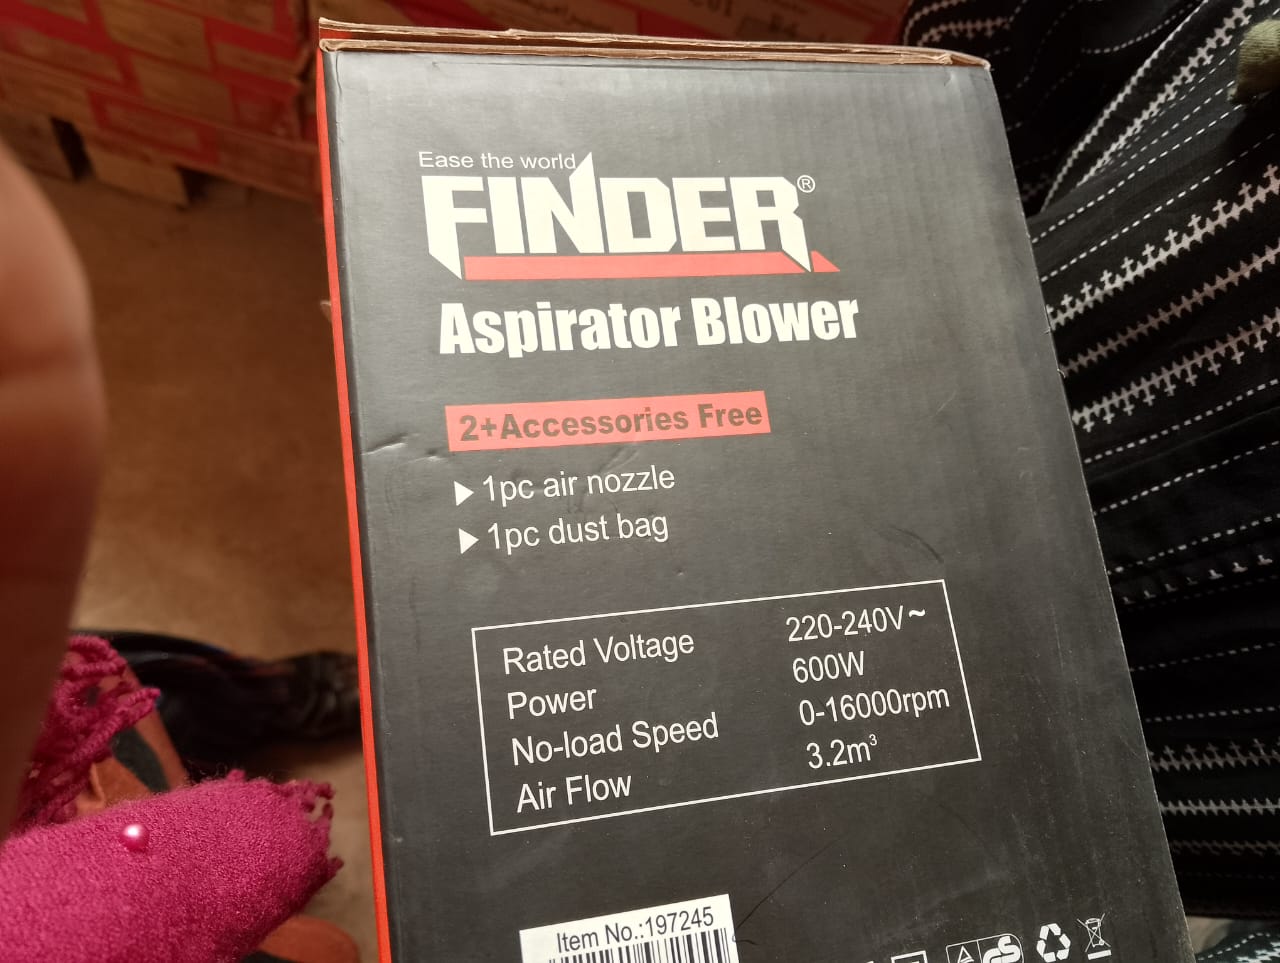 Ease the world
FINDER®
Aspirator Blower
2+Accessories Free
1pc air nozzle
1pc dust bag
Rated Voltage 220-240V~
Power 600W
No-load Speed 0-16000rpm
Air Flow 3.2m³
Item No.:197245